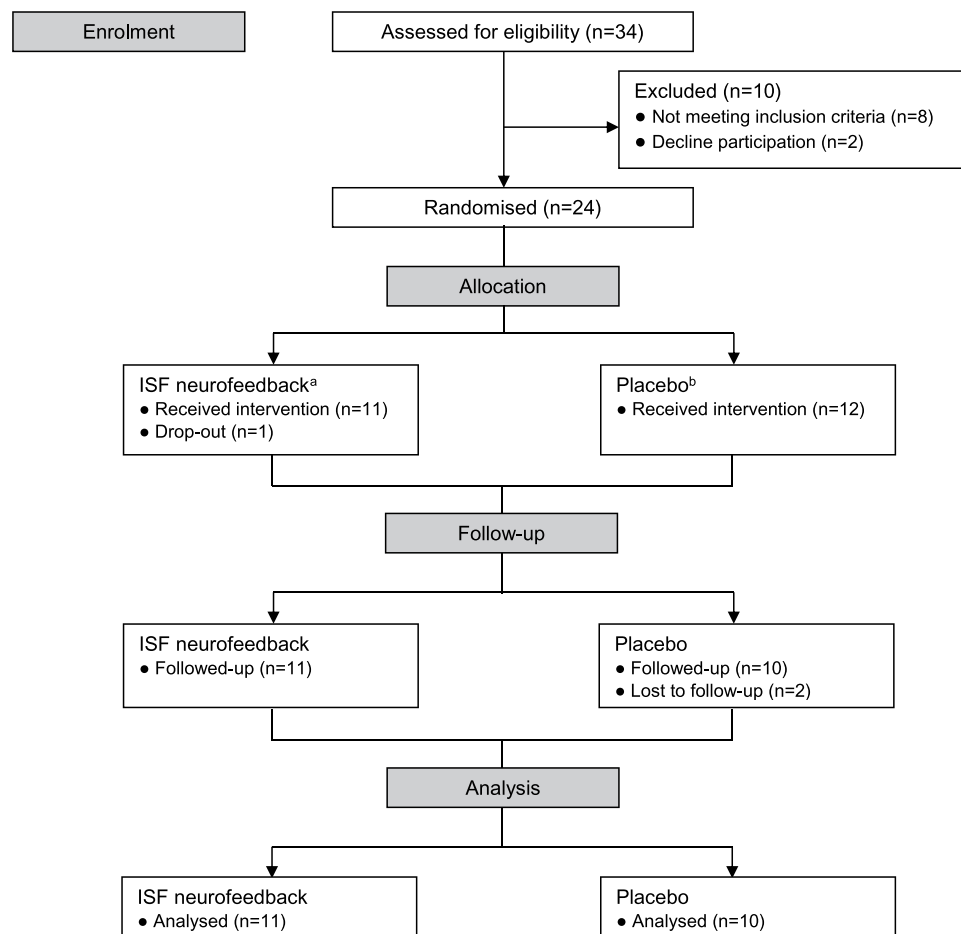 Enrolment
Assessed for eligibility (n=34)
Excluded (n=10)
● Not meeting inclusion criteria (n=8)
● Decline participation (n=2)
Randomised (n=24)
Allocation
ISF neurofeedbackᵃ
● Received intervention (n=11)
● Drop-out (n=1)
Placeboᵇ
● Received intervention (n=12)
Follow-up
ISF neurofeedback
● Followed-up (n=11)
Placebo
● Followed-up (n=10)
● Lost to follow-up (n=2)
Analysis
ISF neurofeedback
● Analysed (n=11)
Placebo
● Analysed (n=10)